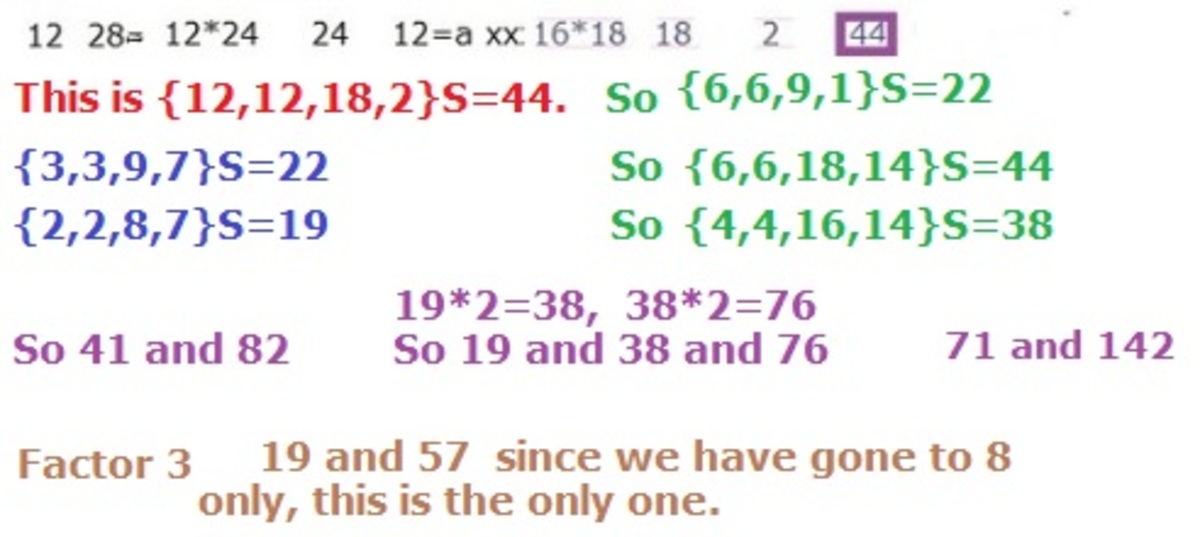 12 28= 12*24 24 12=a xx 16*18 18 2 44
This is {12,12,18,2}S=44. So {6,6,9,1}S=22
{3,3,9,7}S=22 So {6,6,18,14}S=44
{2,2,8,7}S=19 So {4,4,16,14}S=38
19*2=38, 38*2=76
So 41 and 82 So 19 and 38 and 76 71 and 142
Factor 3 19 and 57 since we have gone to 8
only, this is the only one.